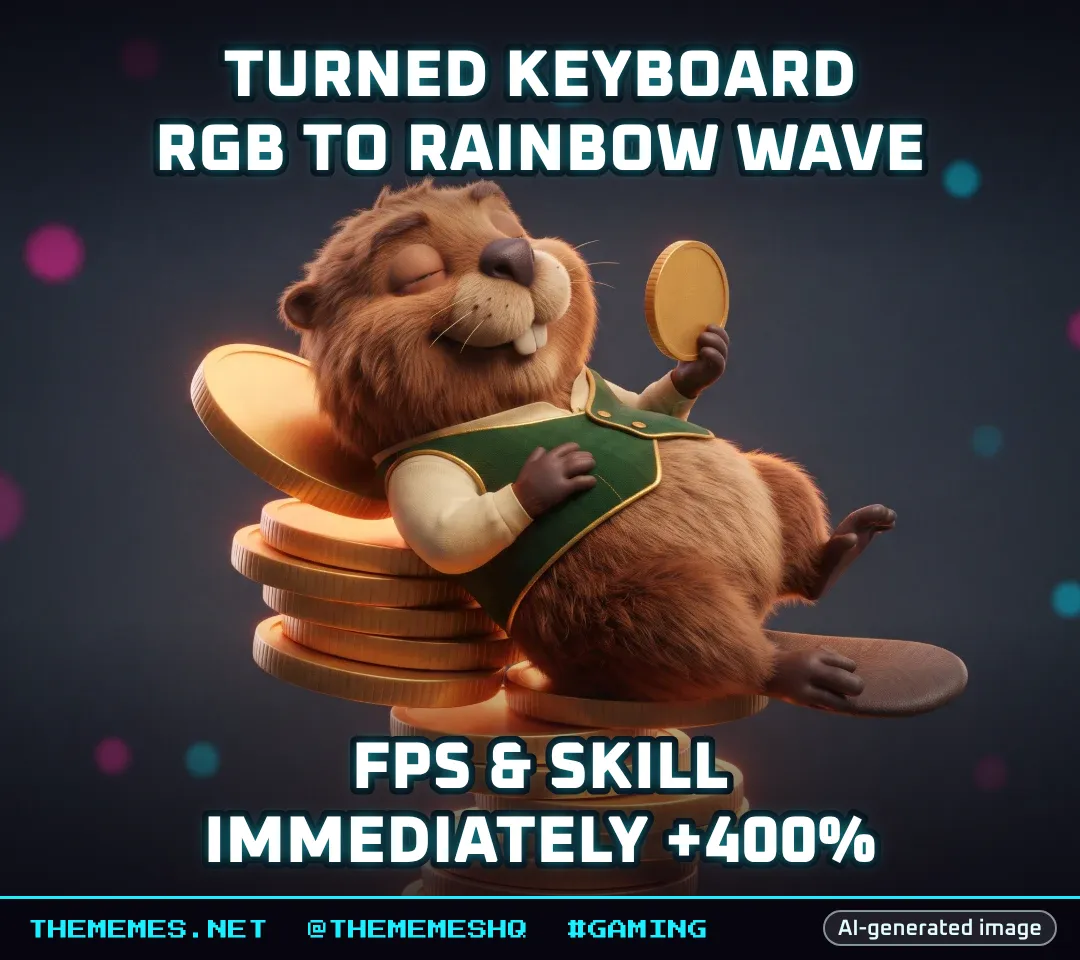 TURNED KEYBOARD
RGB TO RAINBOW WAVE
FPS & SKILL
IMMEDIATELY +400%
THEMEMES.NET @THEMEMESHQ #GAMING AI-generated image